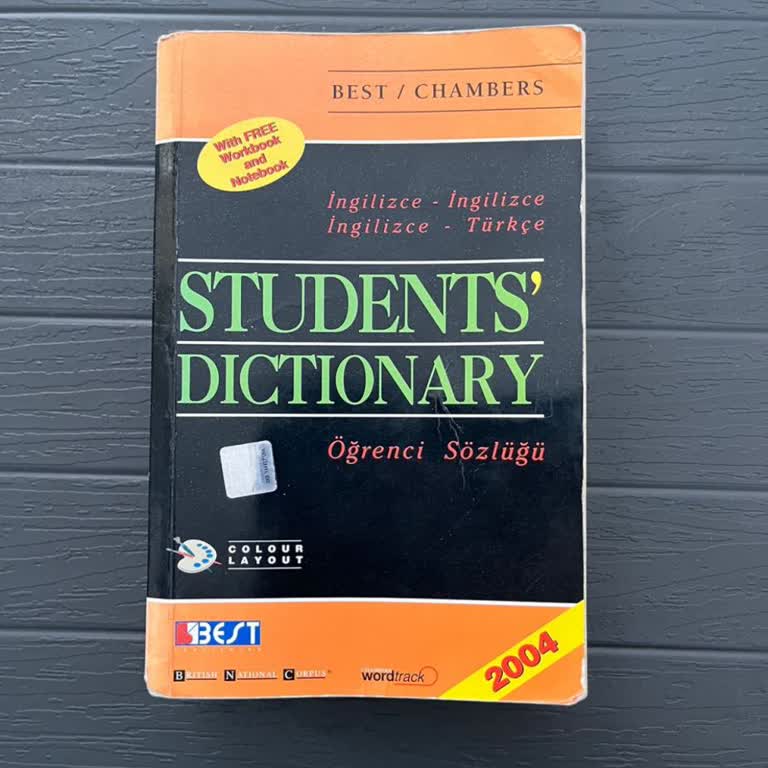 BEST / CHAMBERS
With FREE
Workbook
and
Notebook
İngilizce - İngilizce
İngilizce - Türkçe
STUDENTS'
DICTIONARY
Öğrenci Sözlüğü
COLOUR
LAYOUT
BEST
BRITISH NATIONAL CORPUS
wordtrack
2004